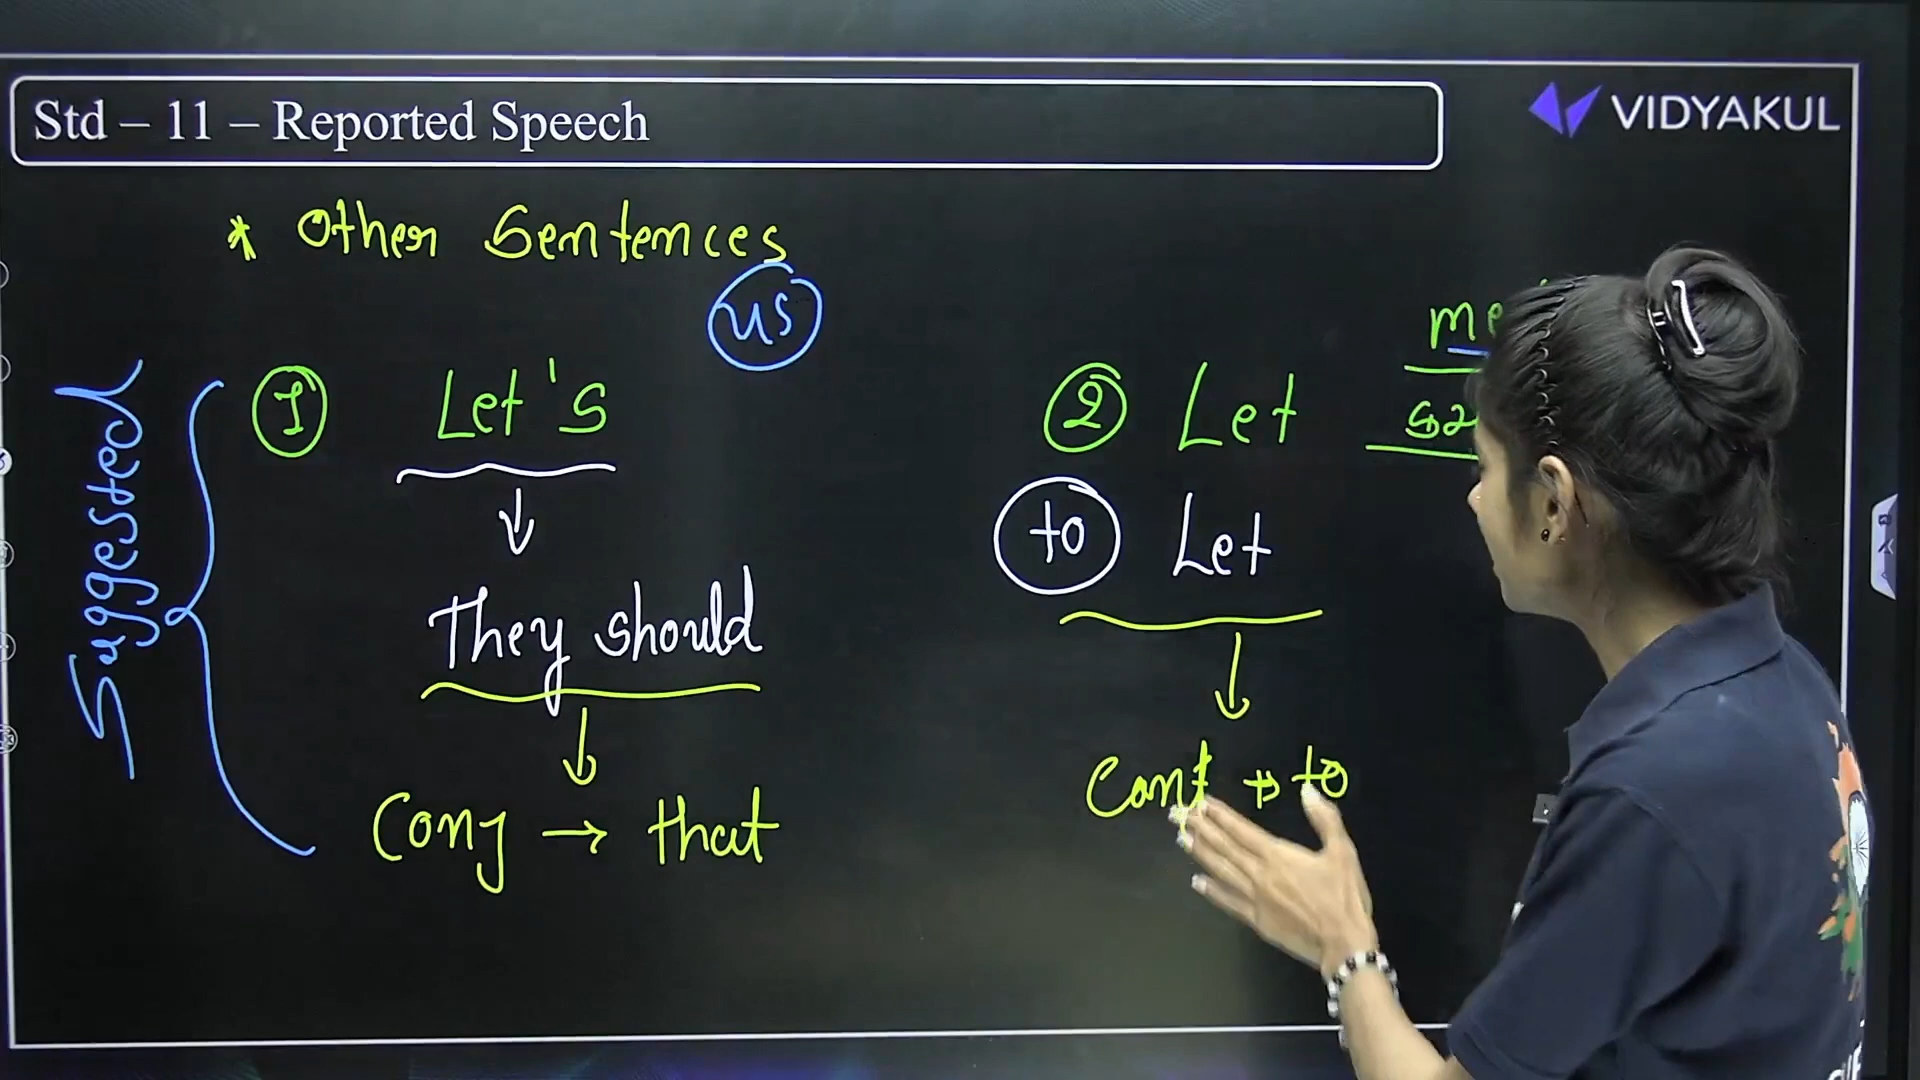 Std – 11 – Reported Speech
VIDYAKUL
* Other Sentences
us
Suggested
1 Let's
They should
Conj → that
me
2 Let
to Let
Conj → to